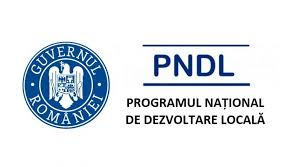 GUVERNUL
ROMÂNIEI
PNDL
PROGRAMUL NAȚIONAL
DE DEZVOLTARE LOCALĂ